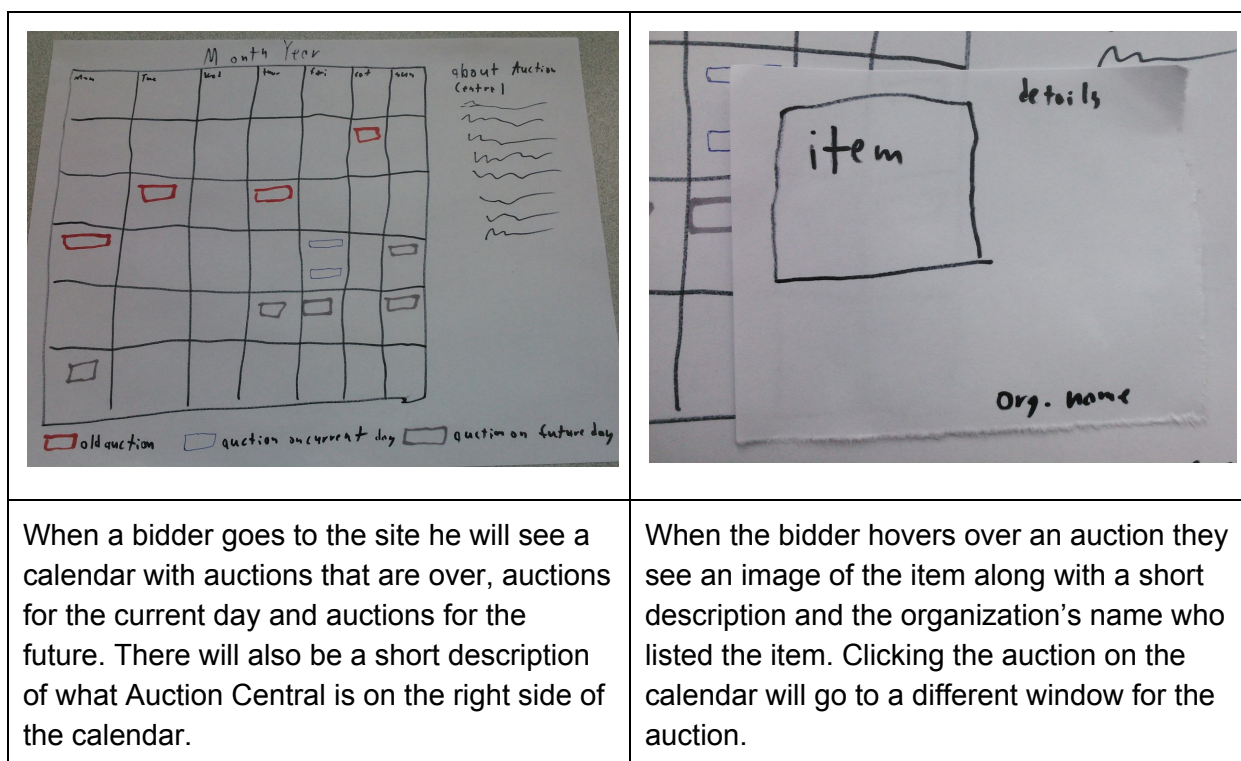 Month Year
Mon Tue Wed thur fri sat sun
about Auction
Central
old auction auction on current day auction on future day
item
details
org. name
When a bidder goes to the site he will see a
calendar with auctions that are over, auctions
for the current day and auctions for the
future. There will also be a short description
of what Auction Central is on the right side of
the calendar.
When the bidder hovers over an auction they
see an image of the item along with a short
description and the organization’s name who
listed the item. Clicking the auction on the
calendar will go to a different window for the
auction.